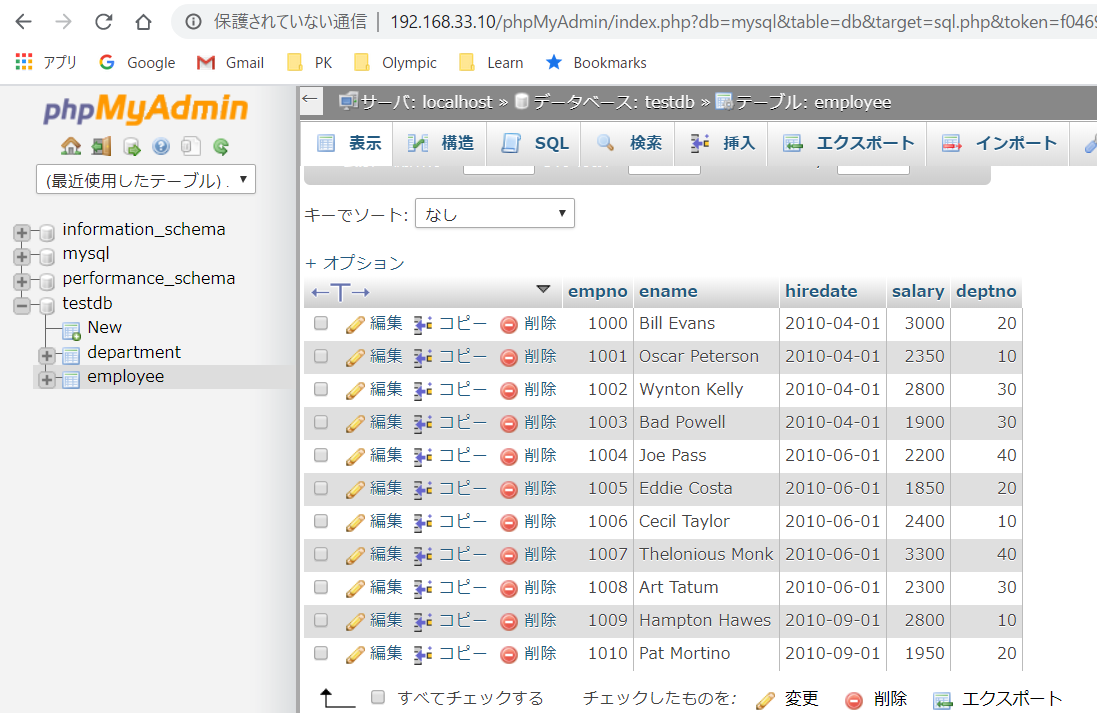 保護されていない通信 | 192.168.33.10/phpMyAdmin/index.php?db=mysql&table=db&target=sql.php&token=f0469
アプリ Google Gmail PK Olympic Learn Bookmarks
phpMyAdmin
(最近使用したテーブル) .
information_schema
mysql
performance_schema
testdb
New
department
employee
サーバ: localhost » データベース: testdb » テーブル: employee
表示 構造 SQL 検索 挿入 エクスポート インポート
キーでソート: なし
+ オプション
←T→ empno ename hiredate salary deptno
編集 コピー 削除 1000 Bill Evans 2010-04-01 3000 20
編集 コピー 削除 1001 Oscar Peterson 2010-04-01 2350 10
編集 コピー 削除 1002 Wynton Kelly 2010-04-01 2800 30
編集 コピー 削除 1003 Bad Powell 2010-04-01 1900 30
編集 コピー 削除 1004 Joe Pass 2010-06-01 2200 40
編集 コピー 削除 1005 Eddie Costa 2010-06-01 1850 20
編集 コピー 削除 1006 Cecil Taylor 2010-06-01 2400 10
編集 コピー 削除 1007 Thelonious Monk 2010-06-01 3300 40
編集 コピー 削除 1008 Art Tatum 2010-06-01 2300 30
編集 コピー 削除 1009 Hampton Hawes 2010-09-01 2800 10
編集 コピー 削除 1010 Pat Mortino 2010-09-01 1950 20
すべてチェックする チェックしたものを: 変更 削除 エクスポート